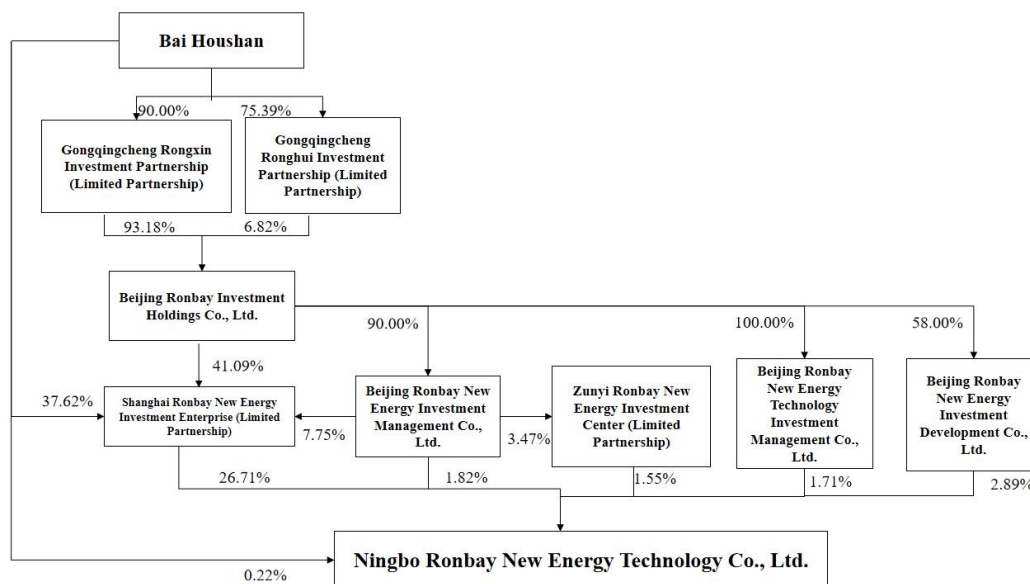 Bai Houshan
90.00%
75.39%
Gongqingcheng Rongxin
Investment Partnership
(Limited Partnership)
Gongqingcheng
Ronghui Investment
Partnership (Limited
Partnership)
93.18%
6.82%
Beijing Ronbay Investment
Holdings Co., Ltd.
90.00%
100.00%
58.00%
41.09%
37.62%
Shanghai Ronbay New Energy
Investment Enterprise (Limited
Partnership)
7.75%
Beijing Ronbay New
Energy Investment
Management Co.,
Ltd.
3.47%
Zunyi Ronbay New
Energy Investment
Center (Limited
Partnership)
Beijing Ronbay
New Energy
Technology
Investment
Management Co.,
Ltd.
Beijing Ronbay
New Energy
Investment
Development Co.,
Ltd.
26.71%
1.82%
1.55%
1.71%
2.89%
Ningbo Ronbay New Energy Technology Co., Ltd.
0.22%